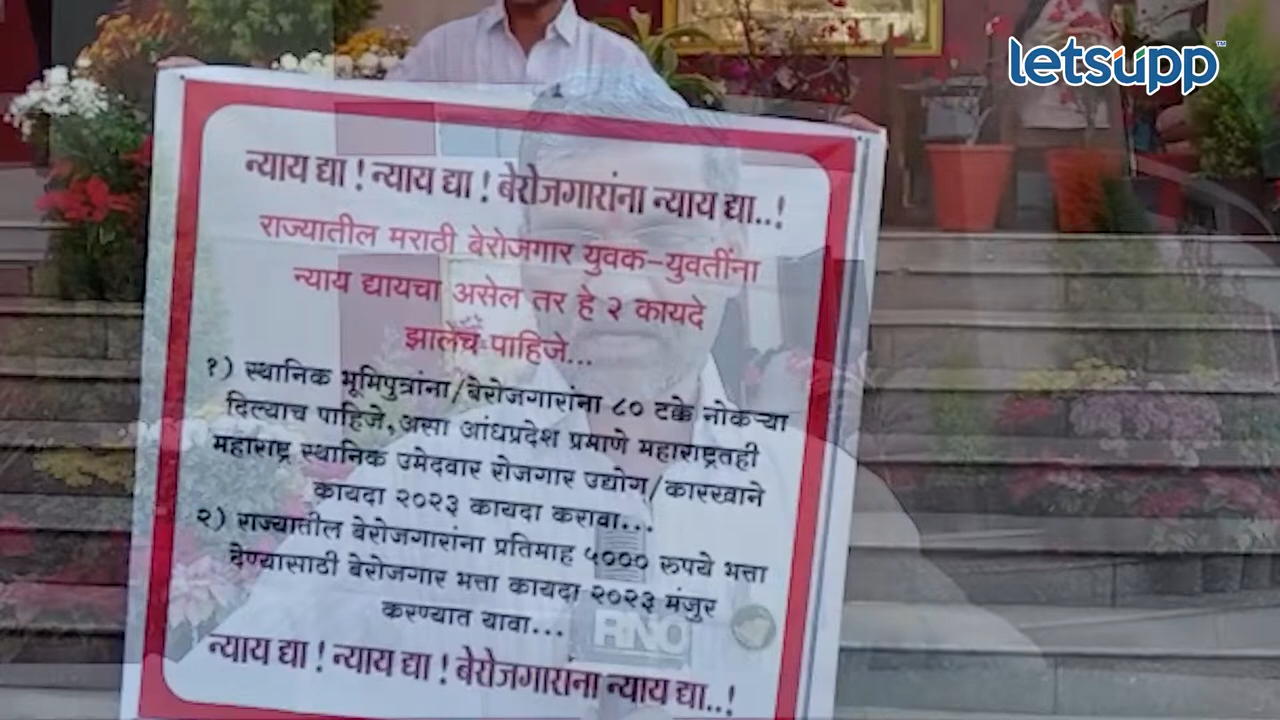 letsupp™
न्याय द्या ! न्याय द्या ! बेरोजगारांना न्याय द्या..!
राज्यातील मराठी बेरोजगार युवक-युवतींना
न्याय द्यायचा असेल तर हे २ कायदे
झालेच पाहिजे...
१) स्थानिक भूमिपुत्रांना/बेरोजगारांना ८० टक्के नोकऱ्या
दिल्याच पाहिजे,असा आंधप्रदेश प्रमाणे महाराष्ट्रतही
महाराष्ट्र स्थानिक उमेदवार रोजगार उद्योग/कारखाने
कायदा २०२३ कायदा करावा...
२) राज्यातील बेरोजगारांना प्रतिमाह ५००० रुपये भत्ता
देण्यासाठी बेरोजगार भत्ता कायदा २०२३ मंजुर
करण्यात यावा...
RNO
न्याय द्या ! न्याय द्या ! बेरोजगारांना न्याय द्या..!